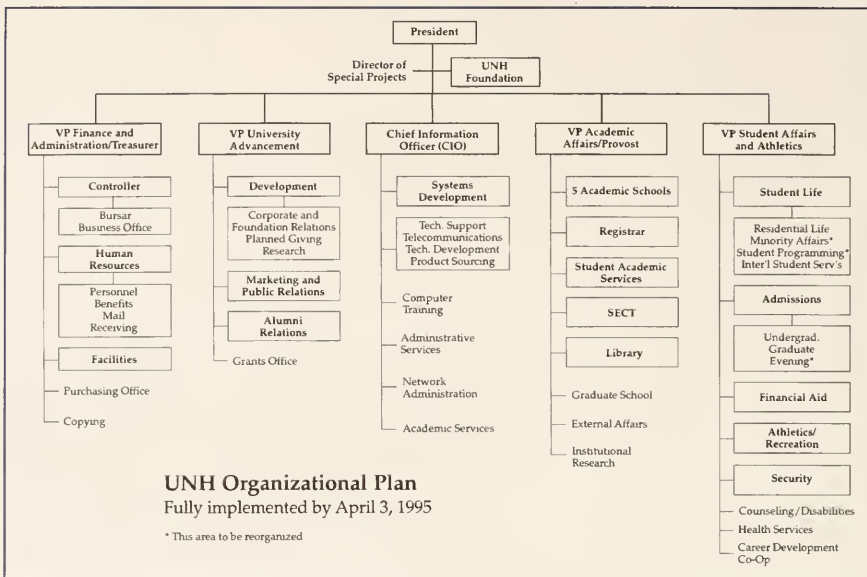 President
Director of
Special Projects
UNH
Foundation
VP Finance and
Administration/Treasurer
Controller
Bursar
Business Office
Human
Resources
Personnel
Benefits
Mail
Receiving
Facilities
Purchasing Office
Copying
VP University
Advancement
Development
Corporate and
Foundation Relations
Planned Giving
Research
Marketing and
Public Relations
Alumni
Relations
Grants Office
Chief Information
Officer (CIO)
Systems
Development
Tech. Support
Telecommunications
Tech. Development
Product Sourcing
Computer
Training
Administrative
Services
Network
Administration
Academic Services
VP Academic
Affairs/Provost
5 Academic Schools
Registrar
Student Academic
Services
SECT
Library
Graduate School
External Affairs
Institutional
Research
VP Student Affairs
and Athletics
Student Life
Residential Life
Minority Affairs*
Student Programming*
Inter'l Student Serv's
Admissions
Undergrad.
Graduate
Evening*
Financial Aid
Athletics/
Recreation
Security
Counseling/Disabilities
Health Services
Career Development
Co-Op
UNH Organizational Plan
Fully implemented by April 3, 1995
* This area to be reorganized